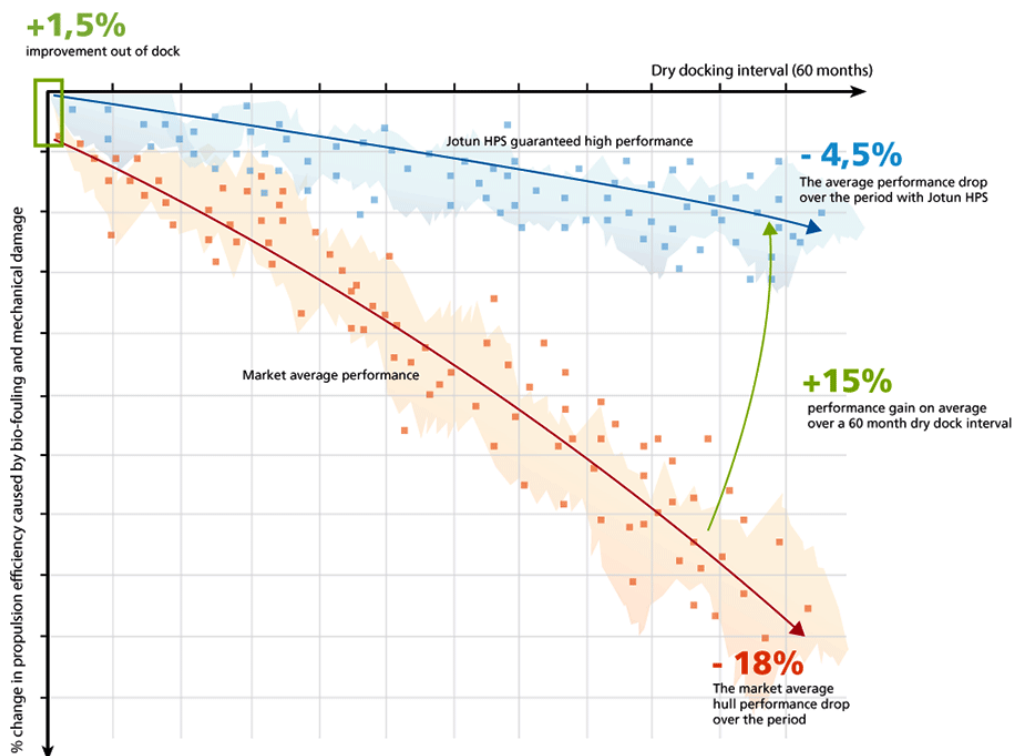 +1,5%
improvement out of dock
Dry docking interval (60 months)
Jotun HPS guaranteed high performance
- 4,5%
The average performance drop
over the period with Jotun HPS
Market average performance
+15%
performance gain on average
over a 60 month dry dock interval
- 18%
The market average
hull performance drop
over the period
% change in propulsion efficiency caused by bio-fouling and mechanical damage